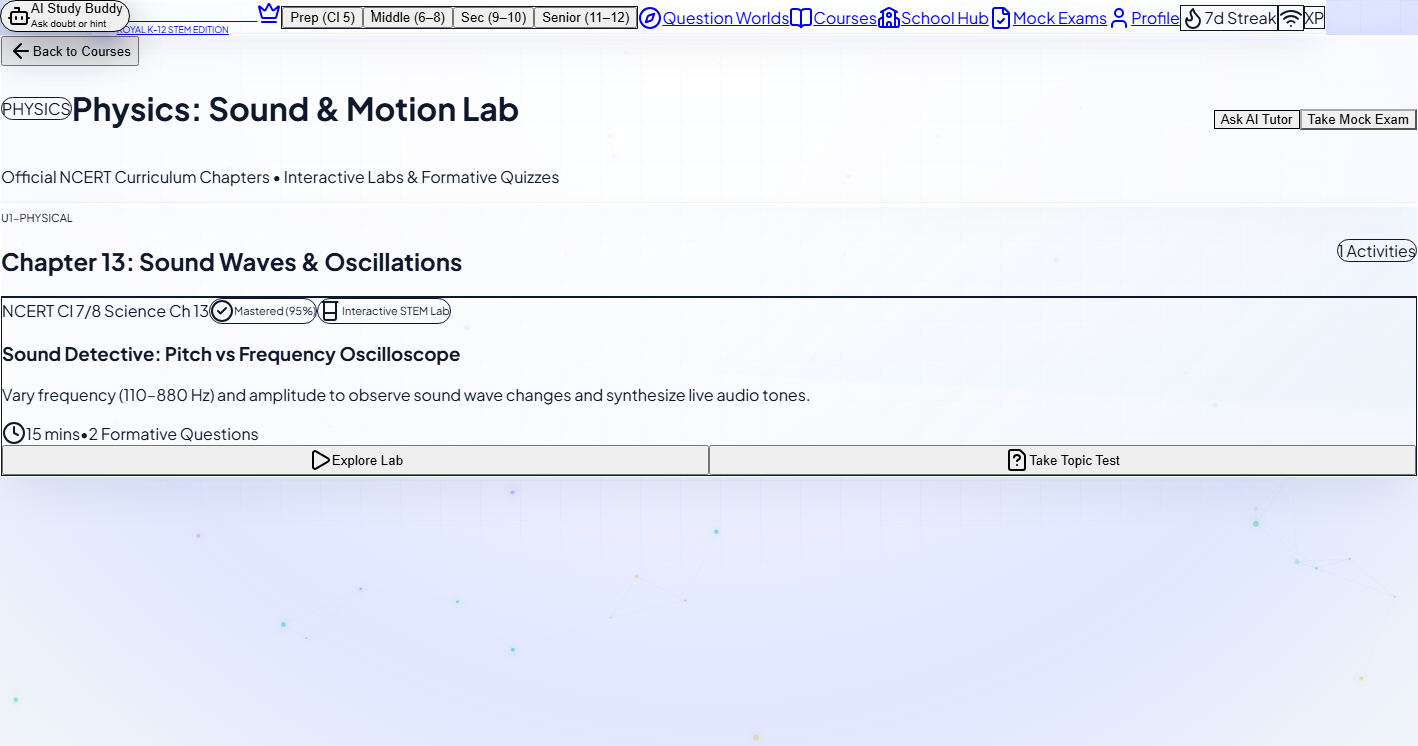 AI Study Buddy
Ask doubt or hint
ROYAL K-12 STEM EDITION
Prep (Cl 5) Middle (6–8) Sec (9–10) Senior (11–12) Question Worlds Courses School Hub Mock Exams Profile 7d Streak XP
Back to Courses
PHYSICS Physics: Sound & Motion Lab
Ask AI Tutor Take Mock Exam
Official NCERT Curriculum Chapters • Interactive Labs & Formative Quizzes
U1-PHYSICAL
Chapter 13: Sound Waves & Oscillations
1 Activities
NCERT Cl 7/8 Science Ch 13 Mastered (95%) Interactive STEM Lab
Sound Detective: Pitch vs Frequency Oscilloscope
Vary frequency (110–880 Hz) and amplitude to observe sound wave changes and synthesize live audio tones.
15 mins•2 Formative Questions
Explore Lab Take Topic Test